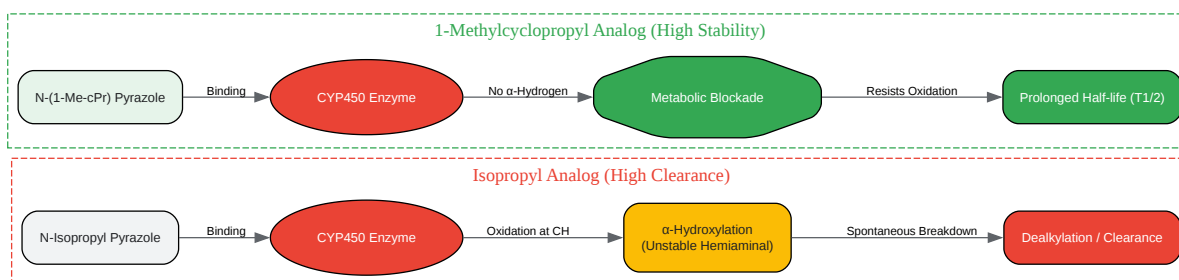 1-Methylcyclopropyl Analog (High Stability)
N-(1-Me-cPr) Pyrazole
Binding
CYP450 Enzyme
No α-Hydrogen
Metabolic Blockade
Resists Oxidation
Prolonged Half-life (T1/2)
Isopropyl Analog (High Clearance)
N-Isopropyl Pyrazole
Binding
CYP450 Enzyme
Oxidation at CH
α-Hydroxylation
(Unstable Hemiaminal)
Spontaneous Breakdown
Dealkylation / Clearance